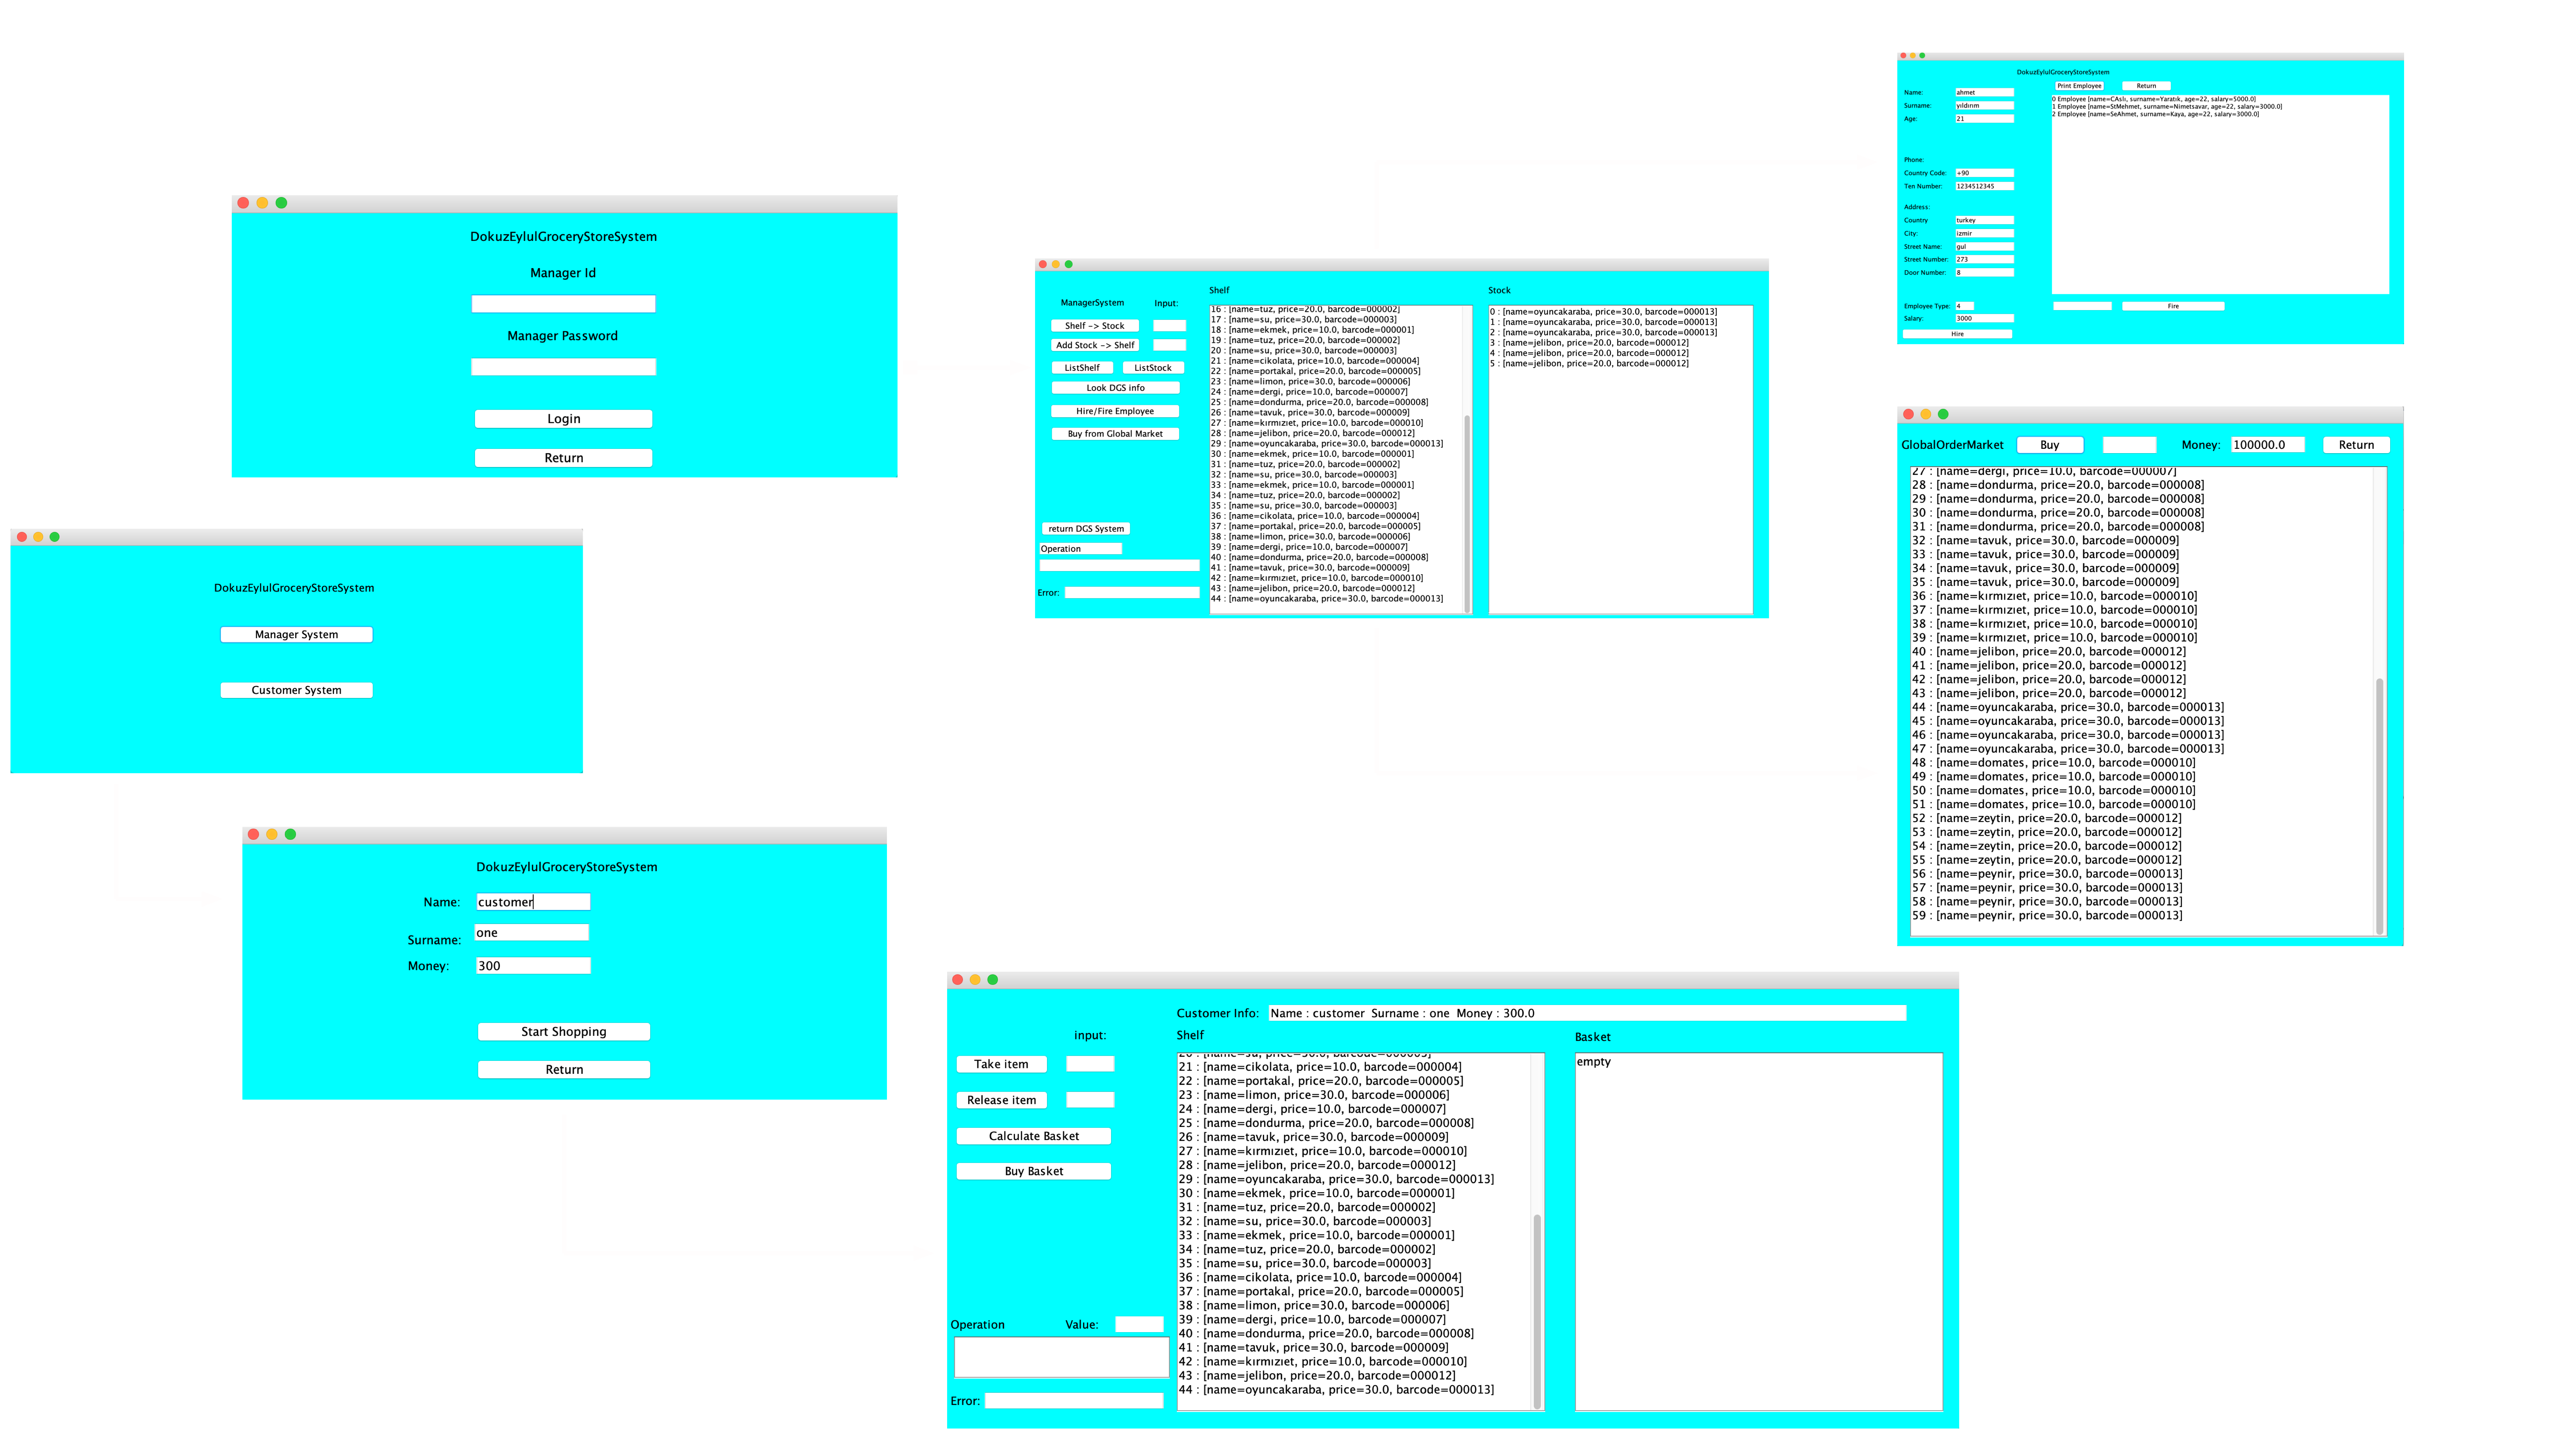 DokuzEylulGroceryStoreSystem
Manager Id
Manager Password
Login
Return
DokuzEylulGroceryStoreSystem
Manager System
Customer System
DokuzEylulGroceryStoreSystem
Name: customer
Surname: one
Money: 300
Start Shopping
Return
ManagerSystem Input:
Shelf -> Stock
Add Stock -> Shelf
ListShelf ListStock
Look DGS info
Hire/Fire Employee
Buy from Global Market
return DGS System
Operation
Error:
Shelf
16 : [name=tuz, price=20.0, barcode=000002]
17 : [name=su, price=30.0, barcode=000003]
18 : [name=ekmek, price=10.0, barcode=000001]
19 : [name=tuz, price=20.0, barcode=000002]
20 : [name=su, price=30.0, barcode=000003]
21 : [name=cikolata, price=10.0, barcode=000004]
22 : [name=portakal, price=20.0, barcode=000005]
23 : [name=limon, price=30.0, barcode=000006]
24 : [name=dergi, price=10.0, barcode=000007]
25 : [name=dondurma, price=20.0, barcode=000008]
26 : [name=tavuk, price=30.0, barcode=000009]
27 : [name=kırmızıet, price=10.0, barcode=000010]
28 : [name=jelibon, price=20.0, barcode=000012]
29 : [name=oyuncakaraba, price=30.0, barcode=000013]
30 : [name=ekmek, price=10.0, barcode=000001]
31 : [name=tuz, price=20.0, barcode=000002]
32 : [name=su, price=30.0, barcode=000003]
33 : [name=ekmek, price=10.0, barcode=000001]
34 : [name=tuz, price=20.0, barcode=000002]
35 : [name=su, price=30.0, barcode=000003]
36 : [name=cikolata, price=10.0, barcode=000004]
37 : [name=portakal, price=20.0, barcode=000005]
38 : [name=limon, price=30.0, barcode=000006]
39 : [name=dergi, price=10.0, barcode=000007]
40 : [name=dondurma, price=20.0, barcode=000008]
41 : [name=tavuk, price=30.0, barcode=000009]
42 : [name=kırmızıet, price=10.0, barcode=000010]
43 : [name=jelibon, price=20.0, barcode=000012]
44 : [name=oyuncakaraba, price=30.0, barcode=000013]
Stock
0 : [name=oyuncakaraba, price=30.0, barcode=000013]
1 : [name=oyuncakaraba, price=30.0, barcode=000013]
2 : [name=oyuncakaraba, price=30.0, barcode=000013]
3 : [name=jelibon, price=20.0, barcode=000012]
4 : [name=jelibon, price=20.0, barcode=000012]
5 : [name=jelibon, price=20.0, barcode=000012]
Customer Info: Name : customer Surname : one Money : 300.0
input:
Take item
Release item
Calculate Basket
Buy Basket
Operation Value:
Error:
Shelf
20 : [name=su, price=30.0, barcode=000003]
21 : [name=cikolata, price=10.0, barcode=000004]
22 : [name=portakal, price=20.0, barcode=000005]
23 : [name=limon, price=30.0, barcode=000006]
24 : [name=dergi, price=10.0, barcode=000007]
25 : [name=dondurma, price=20.0, barcode=000008]
26 : [name=tavuk, price=30.0, barcode=000009]
27 : [name=kırmızıet, price=10.0, barcode=000010]
28 : [name=jelibon, price=20.0, barcode=000012]
29 : [name=oyuncakaraba, price=30.0, barcode=000013]
30 : [name=ekmek, price=10.0, barcode=000001]
31 : [name=tuz, price=20.0, barcode=000002]
32 : [name=su, price=30.0, barcode=000003]
33 : [name=ekmek, price=10.0, barcode=000001]
34 : [name=tuz, price=20.0, barcode=000002]
35 : [name=su, price=30.0, barcode=000003]
36 : [name=cikolata, price=10.0, barcode=000004]
37 : [name=portakal, price=20.0, barcode=000005]
38 : [name=limon, price=30.0, barcode=000006]
39 : [name=dergi, price=10.0, barcode=000007]
40 : [name=dondurma, price=20.0, barcode=000008]
41 : [name=tavuk, price=30.0, barcode=000009]
42 : [name=kırmızıet, price=10.0, barcode=000010]
43 : [name=jelibon, price=20.0, barcode=000012]
44 : [name=oyuncakaraba, price=30.0, barcode=000013]
Basket
empty
DokuzEylulGroceryStoreSystem
Name: ahmet
Surname: yıldırım
Age: 21
Phone:
Country Code: +90
Ten Number: 1234512345
Address:
Country turkey
City: izmir
Street Name: gul
Street Number: 273
Door Number: 8
Employee Type: 4
Salary: 3000
Hire
Print Employee Return
0 Employee [name=CAsli, surname=Yaratık, age=22, salary=5000.0]
1 Employee [name=StMehmet, surname=Nimetsavar, age=22, salary=3000.0]
2 Employee [name=SeAhmet, surname=Kaya, age=22, salary=3000.0]
Fire
GlobalOrderMarket Buy Money: 100000.0 Return
27 : [name=dergi, price=10.0, barcode=000007]
28 : [name=dondurma, price=20.0, barcode=000008]
29 : [name=dondurma, price=20.0, barcode=000008]
30 : [name=dondurma, price=20.0, barcode=000008]
31 : [name=dondurma, price=20.0, barcode=000008]
32 : [name=tavuk, price=30.0, barcode=000009]
33 : [name=tavuk, price=30.0, barcode=000009]
34 : [name=tavuk, price=30.0, barcode=000009]
35 : [name=tavuk, price=30.0, barcode=000009]
36 : [name=kırmızıet, price=10.0, barcode=000010]
37 : [name=kırmızıet, price=10.0, barcode=000010]
38 : [name=kırmızıet, price=10.0, barcode=000010]
39 : [name=kırmızıet, price=10.0, barcode=000010]
40 : [name=jelibon, price=20.0, barcode=000012]
41 : [name=jelibon, price=20.0, barcode=000012]
42 : [name=jelibon, price=20.0, barcode=000012]
43 : [name=jelibon, price=20.0, barcode=000012]
44 : [name=oyuncakaraba, price=30.0, barcode=000013]
45 : [name=oyuncakaraba, price=30.0, barcode=000013]
46 : [name=oyuncakaraba, price=30.0, barcode=000013]
47 : [name=oyuncakaraba, price=30.0, barcode=000013]
48 : [name=domates, price=10.0, barcode=000010]
49 : [name=domates, price=10.0, barcode=000010]
50 : [name=domates, price=10.0, barcode=000010]
51 : [name=domates, price=10.0, barcode=000010]
52 : [name=zeytin, price=20.0, barcode=000012]
53 : [name=zeytin, price=20.0, barcode=000012]
54 : [name=zeytin, price=20.0, barcode=000012]
55 : [name=zeytin, price=20.0, barcode=000012]
56 : [name=peynir, price=30.0, barcode=000013]
57 : [name=peynir, price=30.0, barcode=000013]
58 : [name=peynir, price=30.0, barcode=000013]
59 : [name=peynir, price=30.0, barcode=000013]